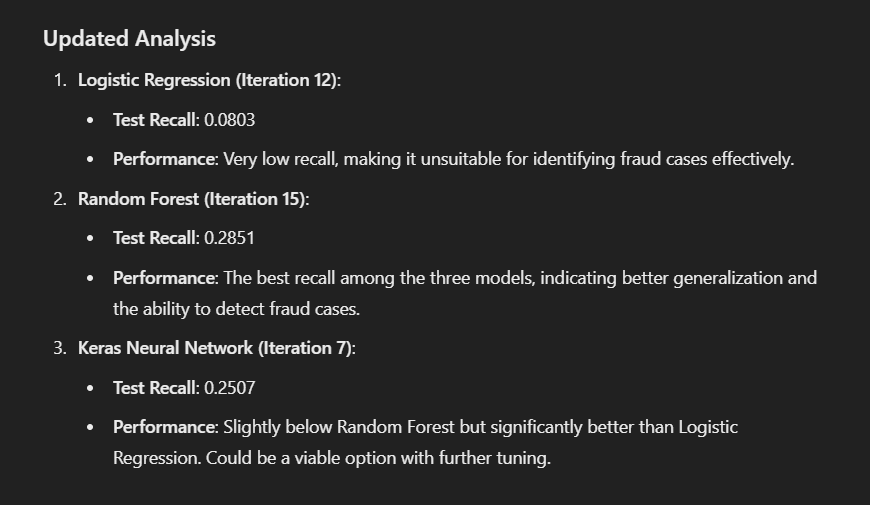 Updated Analysis
1. Logistic Regression (Iteration 12):
• Test Recall: 0.0803
• Performance: Very low recall, making it unsuitable for identifying fraud cases effectively.
2. Random Forest (Iteration 15):
• Test Recall: 0.2851
• Performance: The best recall among the three models, indicating better generalization and
the ability to detect fraud cases.
3. Keras Neural Network (Iteration 7):
• Test Recall: 0.2507
• Performance: Slightly below Random Forest but significantly better than Logistic
Regression. Could be a viable option with further tuning.